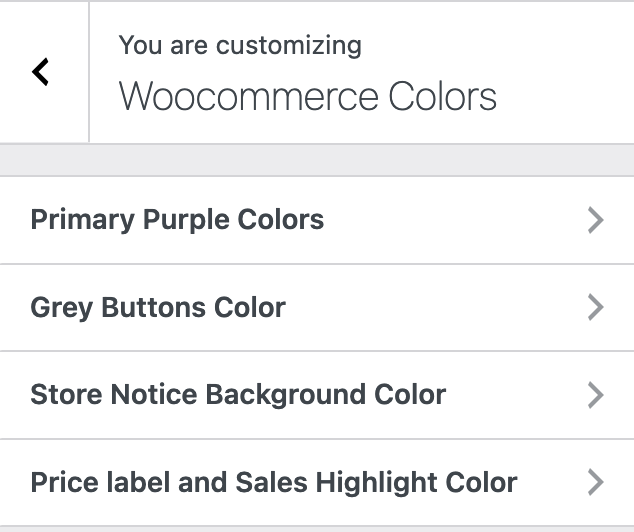 You are customizing
Woocommerce Colors
Primary Purple Colors
Grey Buttons Color
Store Notice Background Color
Price label and Sales Highlight Color